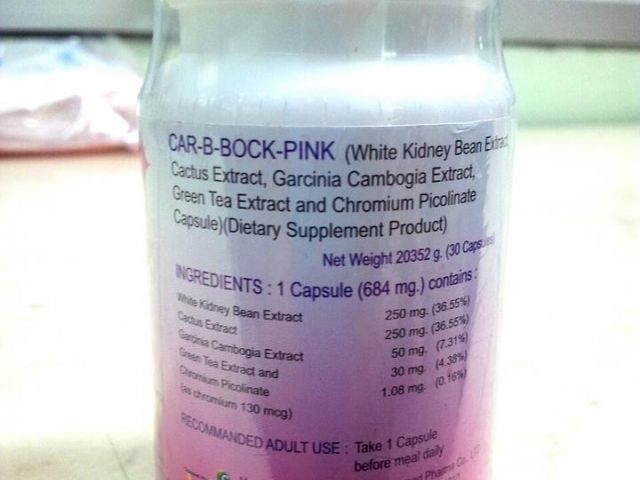 CAR-B-BOCK-PINK (White Kidney Bean Extract,
Cactus Extract, Garcinia Cambogia Extract,
Green Tea Extract and Chromium Picolinate
Capsule)(Dietary Supplement Product)
Net Weight 20352 g. (30 Capsules)
INGREDIENTS : 1 Capsule (684 mg.) contains :
White Kidney Bean Extract 250 mg. (36.55%)
Cactus Extract 250 mg. (36.55%)
Garcinia Cambogia Extract 50 mg. (7.31%)
Green Tea Extract and 30 mg. (4.38%)
Chromium Picolinate 1.08 mg. (0.16%)
(as chromium 130 mcg)
RECOMMANDED ADULT USE : Take 1 Capsule
before meal daily
Pharma Co., LTD